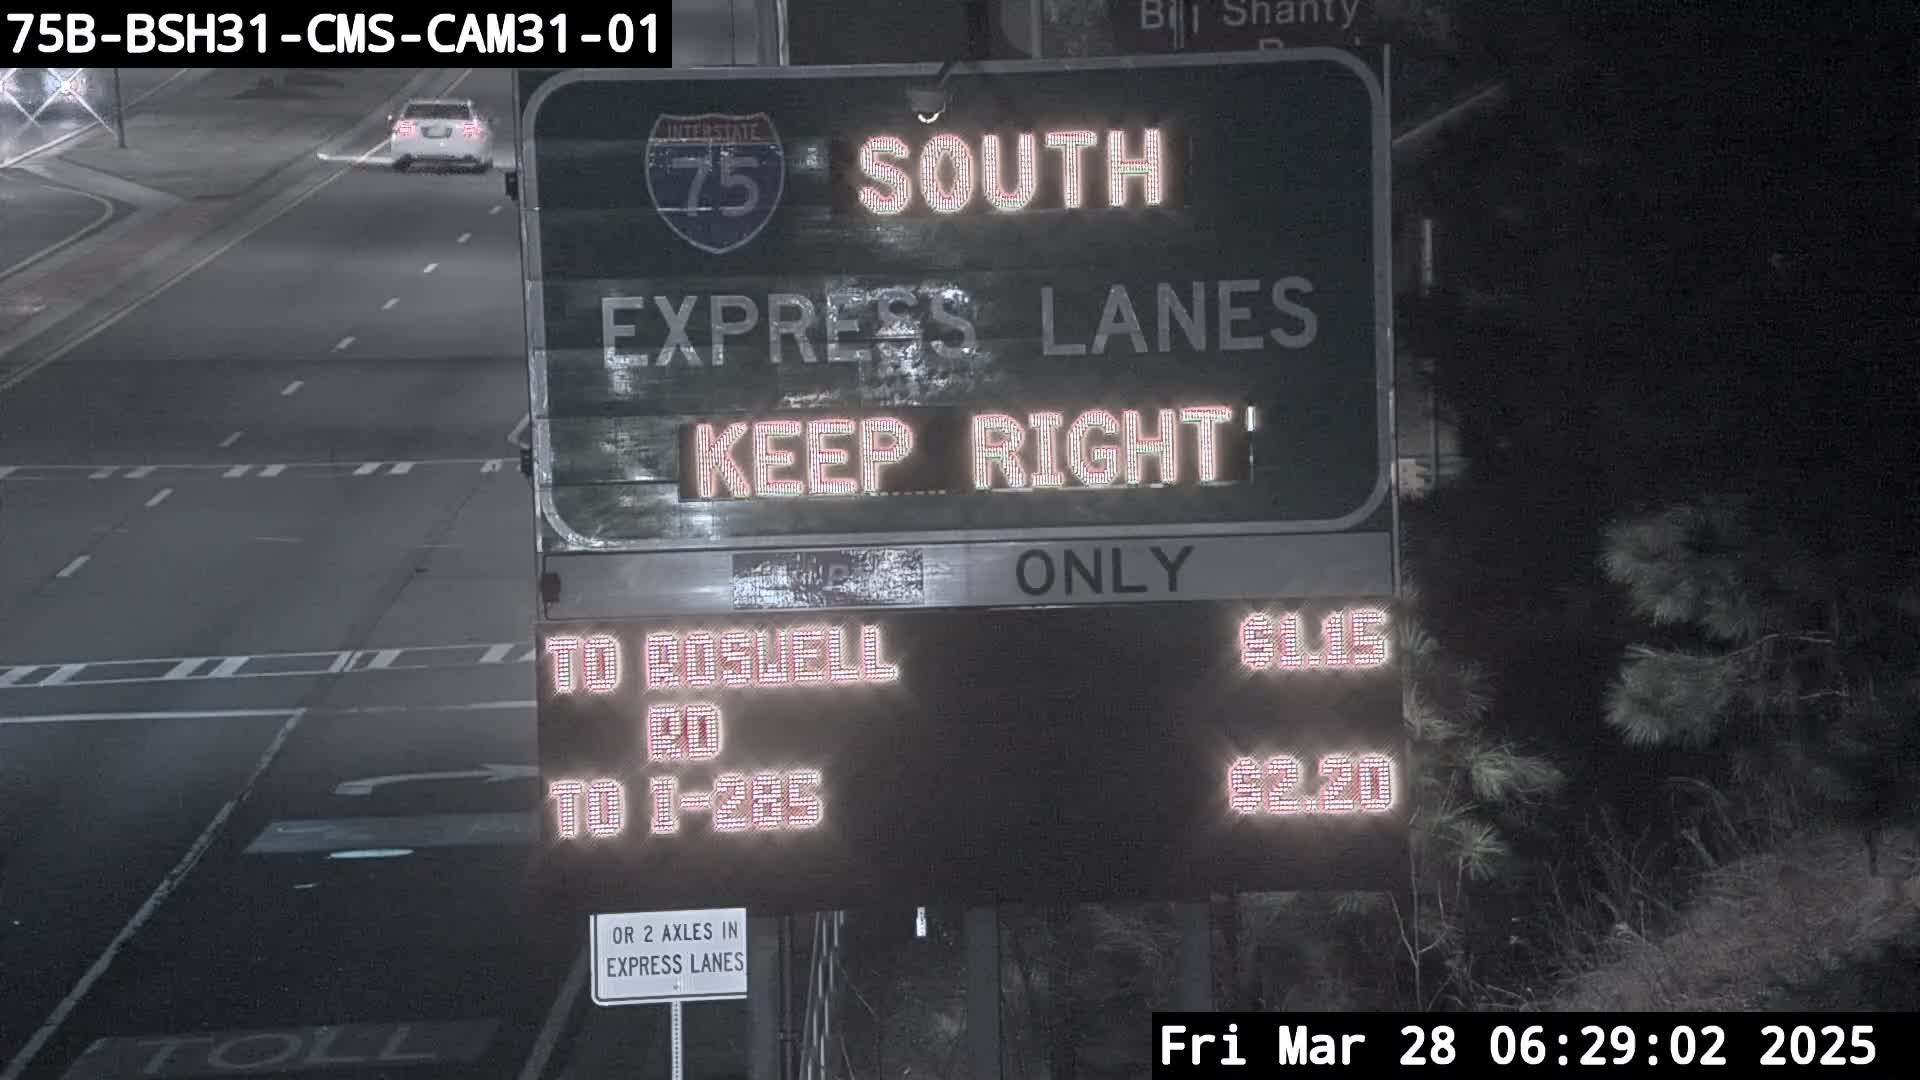 75B-BSH31-CMS-CAM31-01
Shanty
INTERSTATE
75
SOUTH
EXPRESS LANES
KEEP RIGHT
ONLY
TO ROSWELL $1.15
RD
TO I-285 $2.20
OR 2 AXLES IN
EXPRESS LANES
TOLL
Fri Mar 28 06:29:02 2025